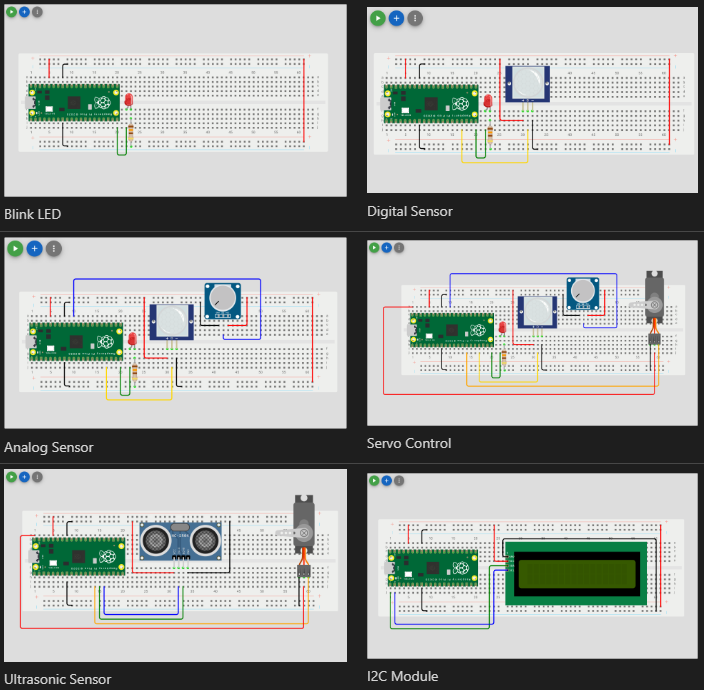 Blink LED
Digital Sensor
Analog Sensor
Servo Control
Ultrasonic Sensor
I2C Module